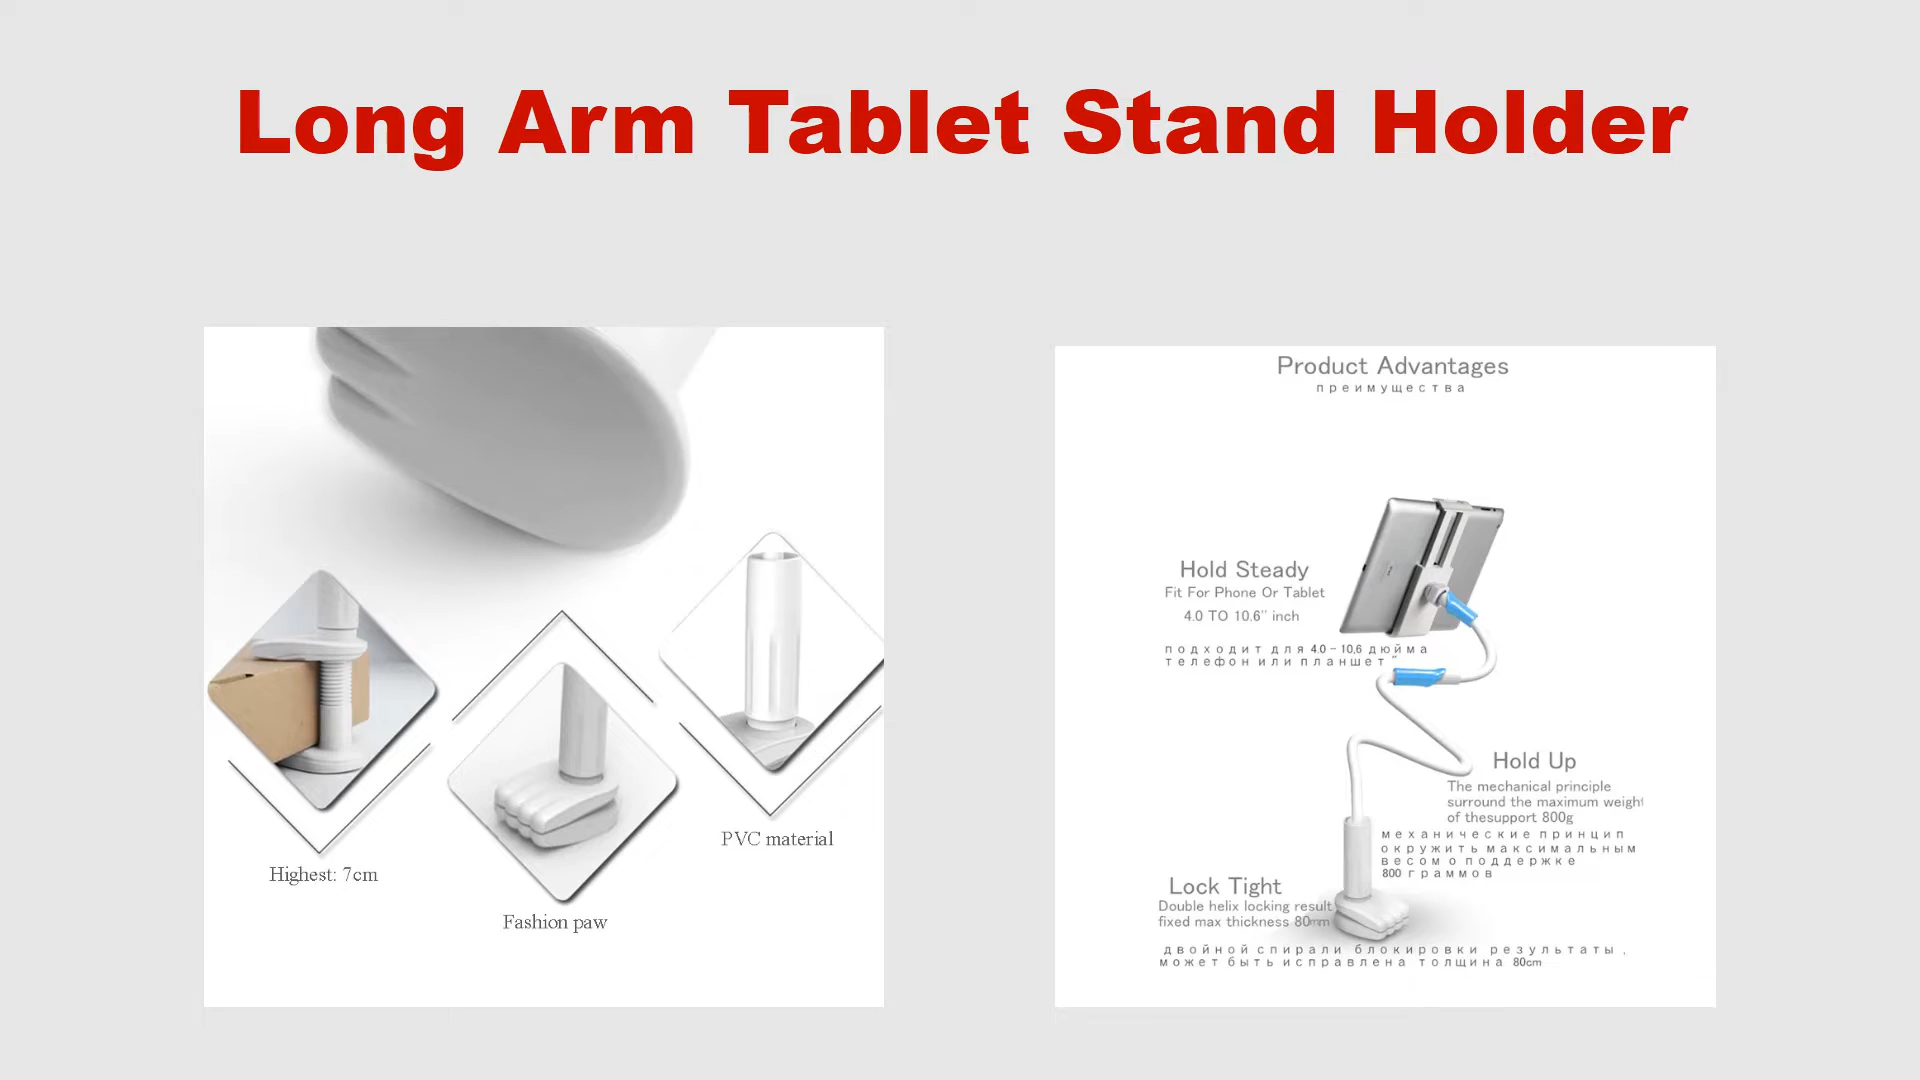 Long Arm Tablet Stand Holder
Highest: 7cm
Fashion paw
PVC material
Product Advantages
преимущества
Hold Steady
Fit For Phone Or Tablet
4.0 TO 10.6'' inch
подходит для 4.0 - 10.6 дюйма
телефон или планшет "
Hold Up
The mechanical principle
surround the maximum weight
of thesupport 800g
механические принцип
окружить максимальным
весом о поддержке
800 граммов
Lock Tight
Double helix locking result
fixed max thickness 80mm
двойной спирали блокировки результаты ,
может быть исправлена толщина 80cm